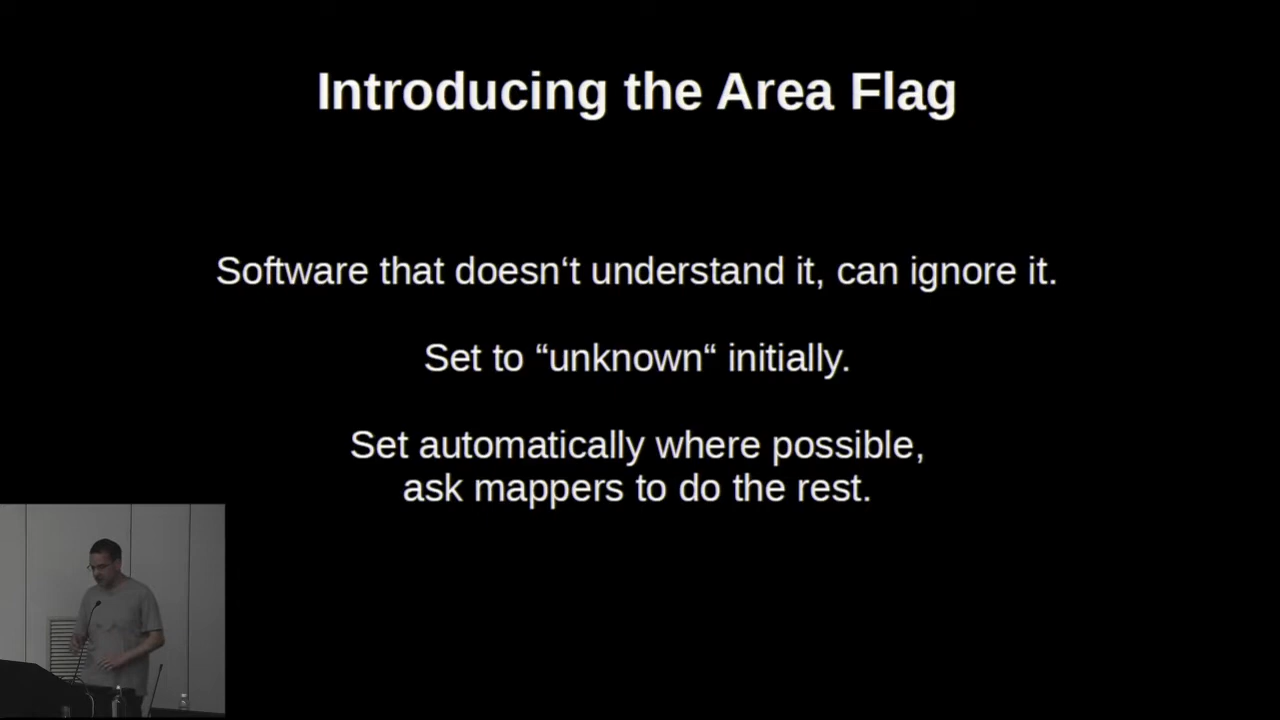 Introducing the Area Flag
Software that doesn‘t understand it, can ignore it.
Set to “unknown“ initially.
Set automatically where possible,
ask mappers to do the rest.